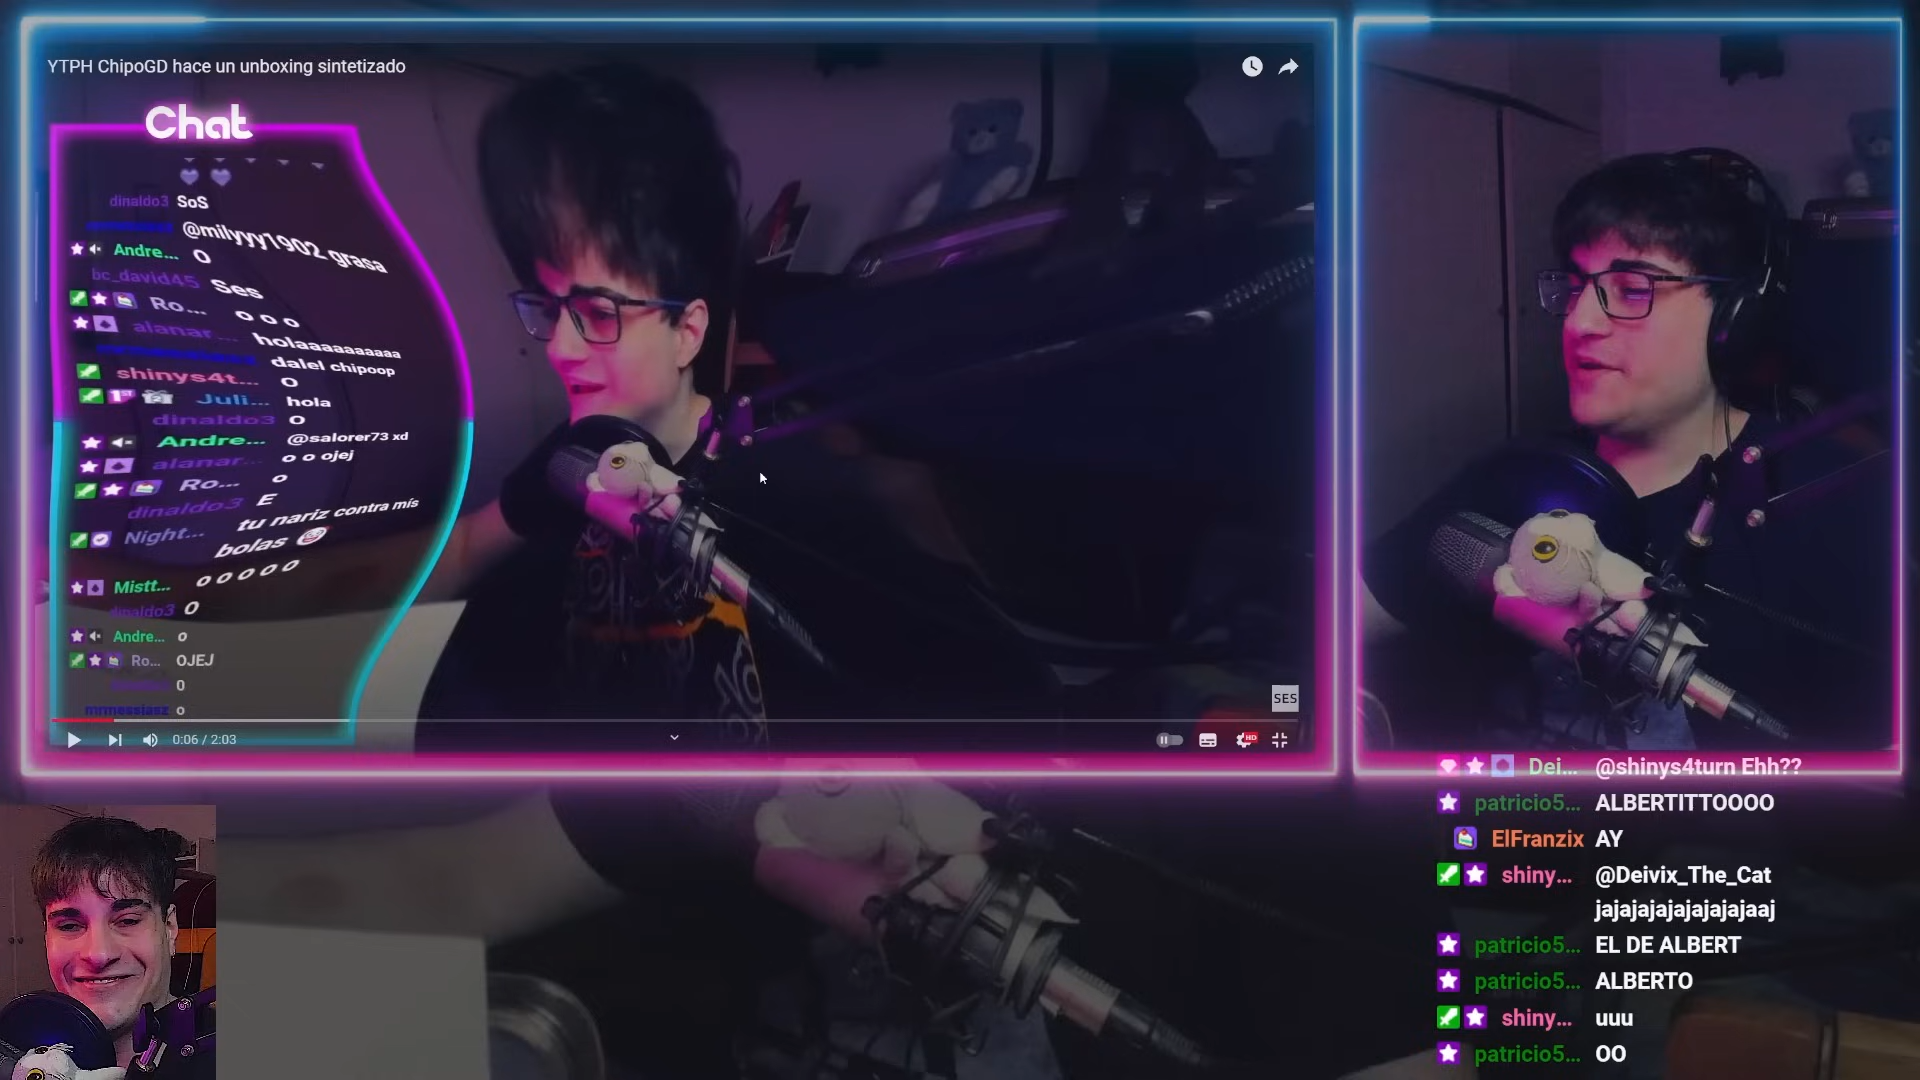 YTPH ChipoGD hace un unboxing sintetizado
Chat
dinaldo3 SoS
@milyyy1902 grasa
Andre... O
bc_david45 Ses
Ro... O O O
alanar... holaaaaaaaaaa
dalel chipoop
shinys4t... O
Juli... hola
dinaldo3 O
Andre... @salorer73 xd
alanar... o o ojej
Ro... o
dinaldo3 E
Night... tu nariz contra mís
bolas
Mistt... o o o o o
dinaldo3 O
Andre... o
Ro... OJEJ
0
mrmessiasz o
SES
0:06 / 2:03
HD
Dei... @shinys4turn Ehh??
patricio5... ALBERTITTOOOO
ElFranzix AY
shiny... @Deivix_The_Cat
jajajajajajajajaaj
patricio5... EL DE ALBERT
patricio5... ALBERTO
shiny... uuu
patricio5... OO